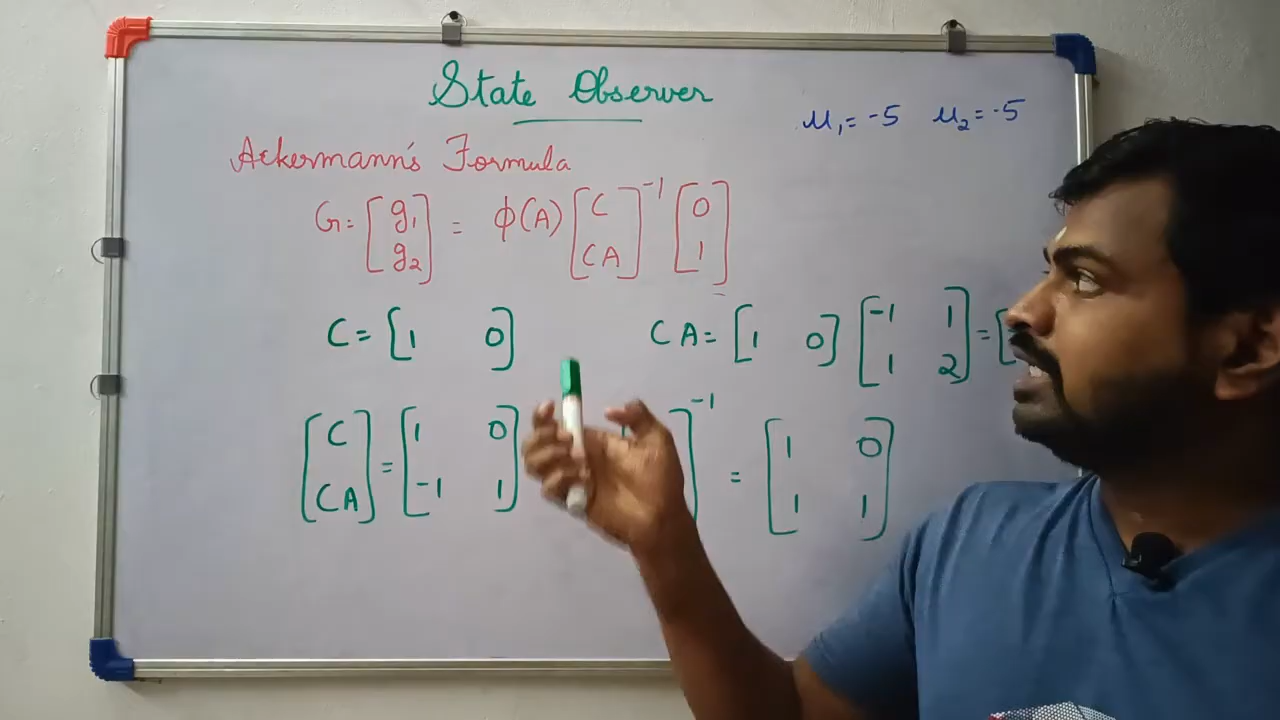 State Observer
μ₁ = -5 μ₂ = -5
Ackermann's Formula
G = [g₁ g₂] = ϕ(A) [C CA]⁻¹ [0 1]
C = [1 0] CA = [1 0] [-1 1 1 2] = [
[C CA] = [1 0 -1 1] ]⁻¹ = [1 0 1 1]